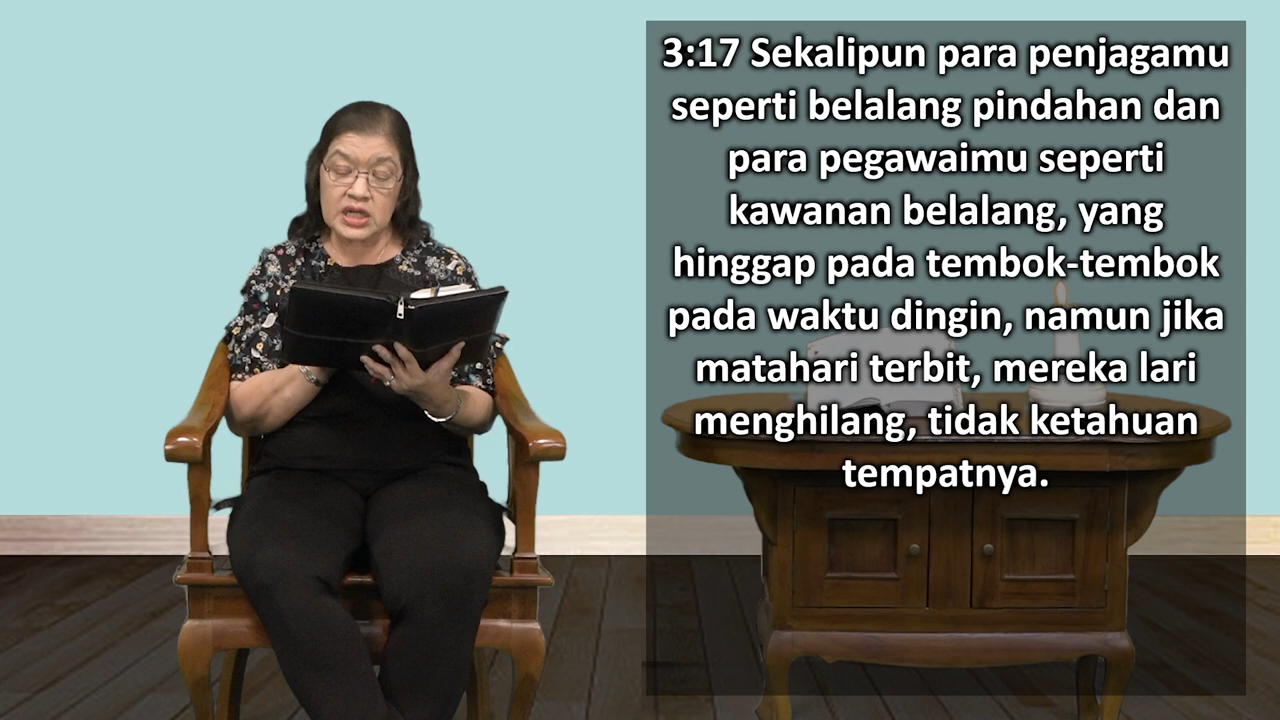 3:17 Sekalipun para penjagamu
seperti belalang pindahan dan
para pegawaimu seperti
kawanan belalang, yang
hinggap pada tembok-tembok
pada waktu dingin, namun jika
matahari terbit, mereka lari
menghilang, tidak ketahuan
tempatnya.